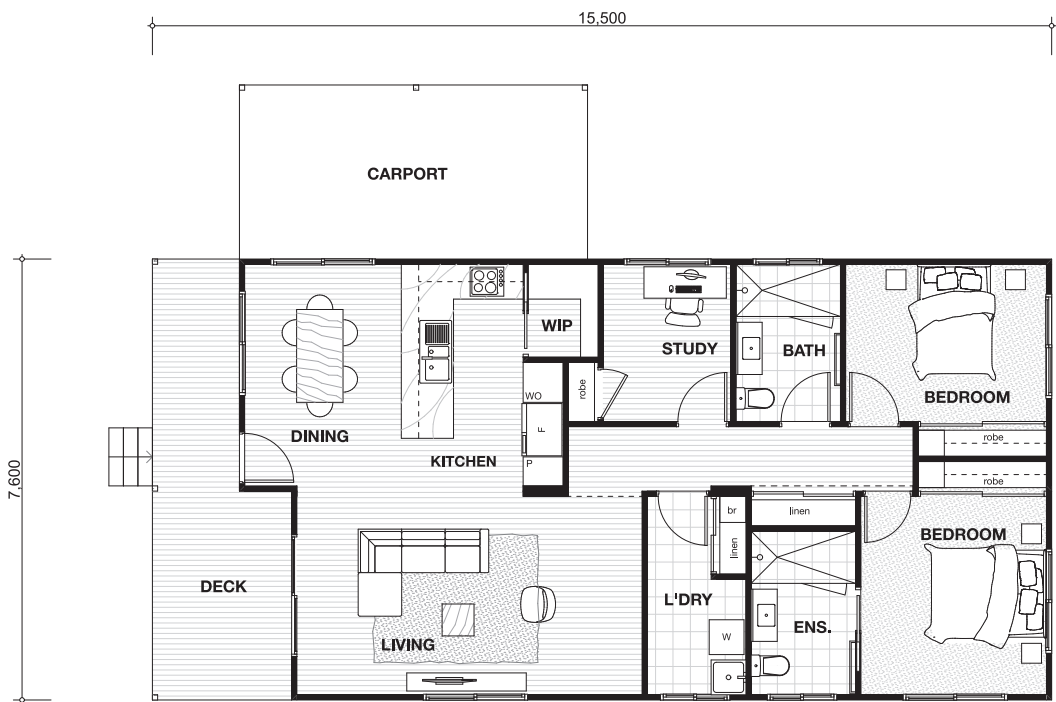 15,500
CARPORT
WIP
STUDY
BATH
WO
robe
BEDROOM
F
DINING
KITCHEN
P
robe
robe
7,600
br
linen
linen
BEDROOM
DECK
L'DRY
LIVING
W
ENS.